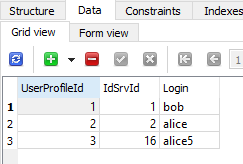 Structure Data Constraints Indexes
Grid view Form view
1
UserProfileId IdSrvId Login
1 1 1 bob
2 2 2 alice
3 3 16 alice5